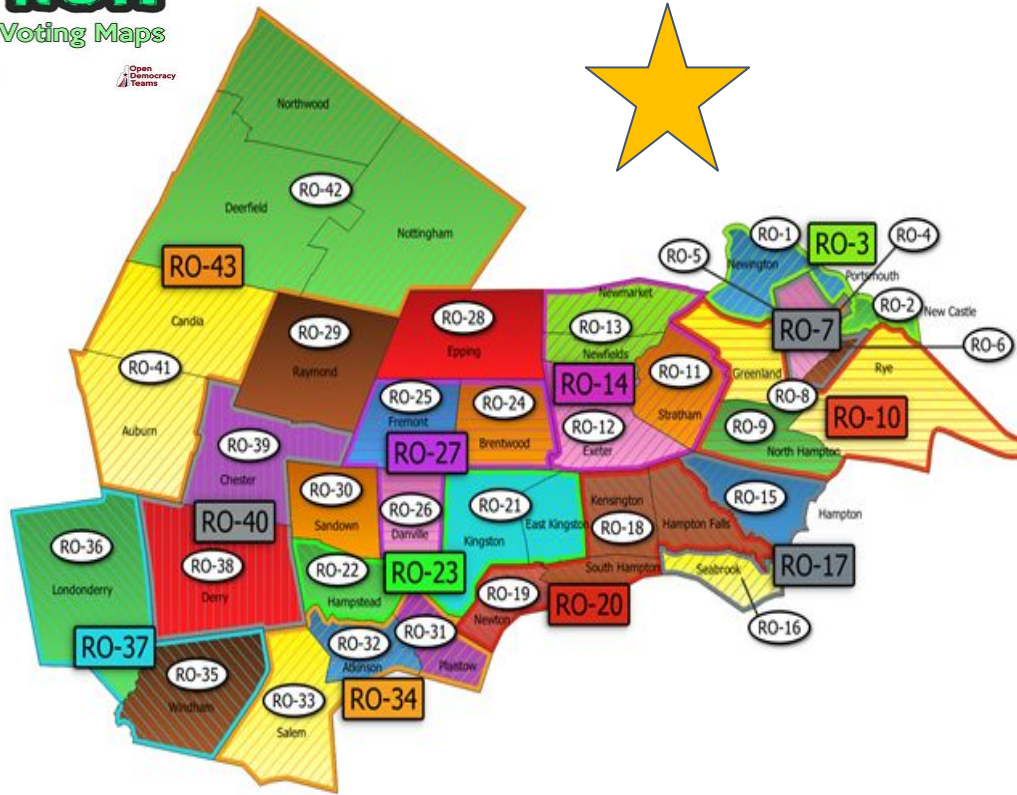 Voting Maps
Open
Democracy
Teams
Northwood
RO-42
Deerfield
Nottingham
RO-43
RO-1
RO-3
RO-4
RO-5
Newington
Portsmouth
RO-2
New Castle
RO-7
RO-6
Newmarket
RO-13
Newfields
Candia
RO-29
Raymond
RO-28
Epping
RO-41
Auburn
RO-14
RO-11
Stratham
Greenland
Rye
RO-8
RO-10
RO-25
Fremont
RO-24
Brentwood
RO-27
RO-12
Exeter
RO-9
North Hampton
RO-39
Chester
RO-40
RO-30
Sandown
RO-26
Danville
RO-21
Kingston
East Kingston
Kensington
RO-18
Hampton Falls
RO-15
Hampton
RO-36
Londonderry
RO-38
Derry
RO-22
Hampstead
RO-23
South Hampton
Seabrook
RO-17
RO-16
RO-19
Newton
RO-20
RO-37
RO-35
Windham
RO-32
Atkinson
RO-31
Plaistow
RO-34
RO-33
Salem